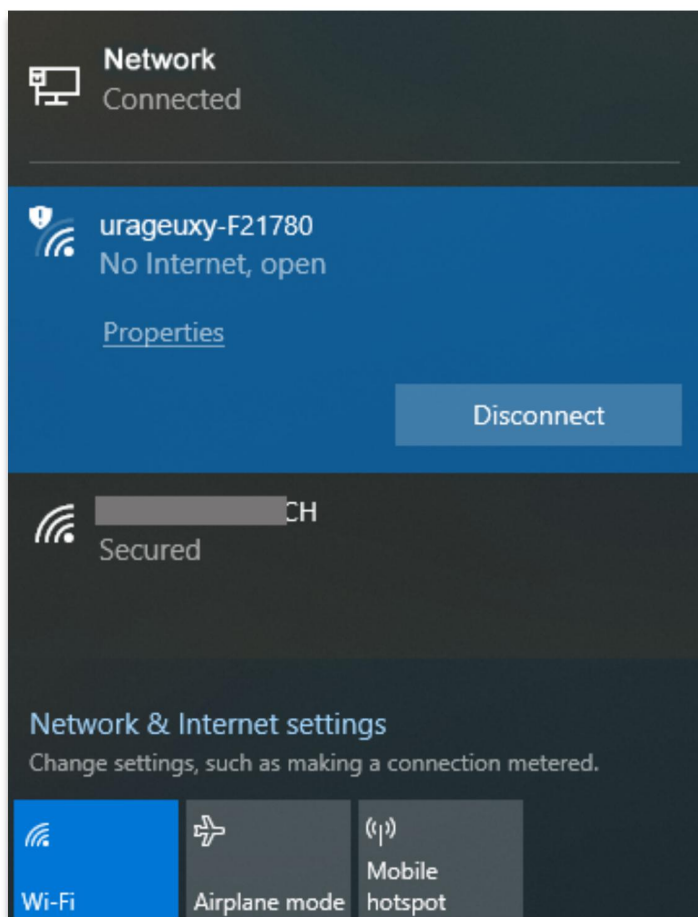 Network
Connected
urageuxy-F21780
No Internet, open
Properties
Disconnect
CH
Secured
Network & Internet settings
Change settings, such as making a connection metered.
Wi-Fi
Airplane mode
Mobile
hotspot